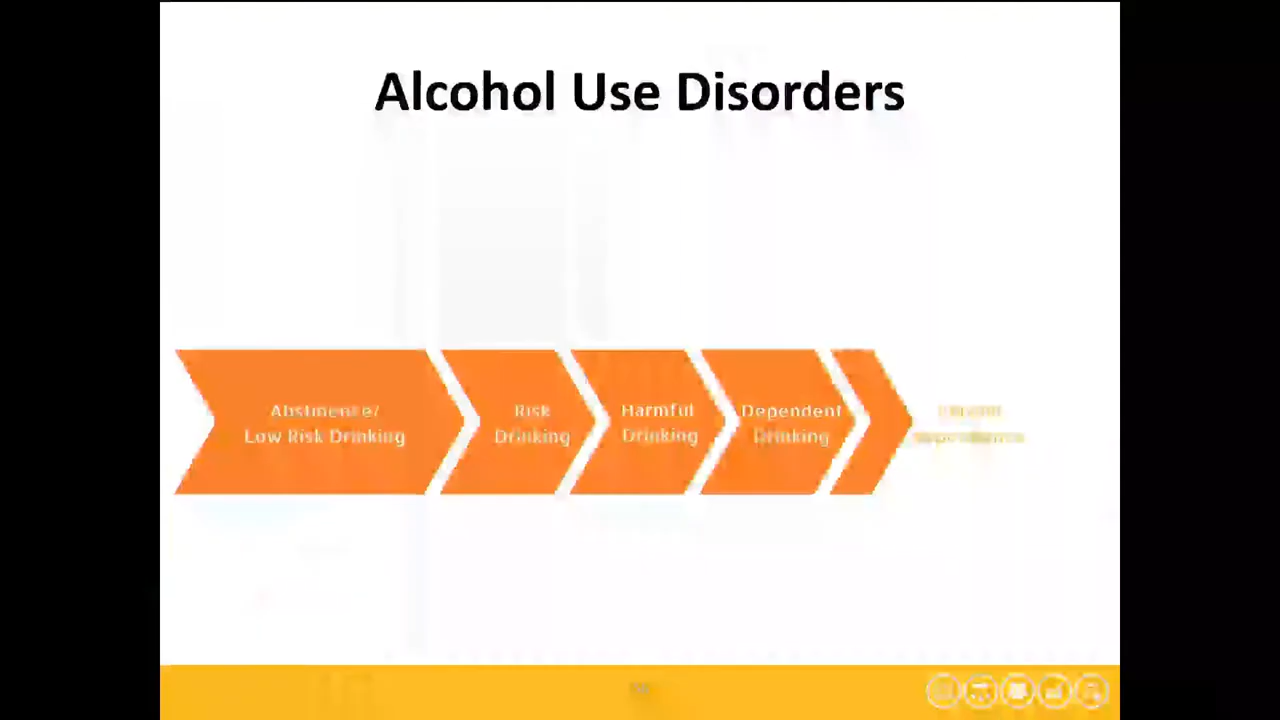 Alcohol Use Disorders
Abstinence/
Low Risk Drinking
Risk
Drinking
Harmful
Drinking
Dependent
Drinking